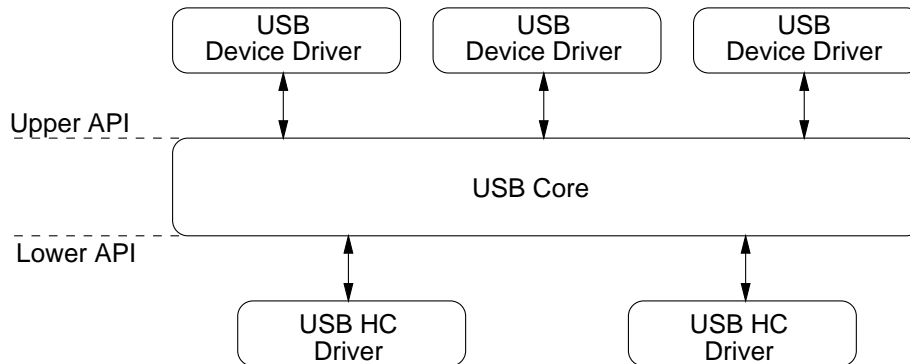 USB
Device Driver
USB
Device Driver
USB
Device Driver
Upper API
USB Core
Lower API
USB HC
Driver
USB HC
Driver